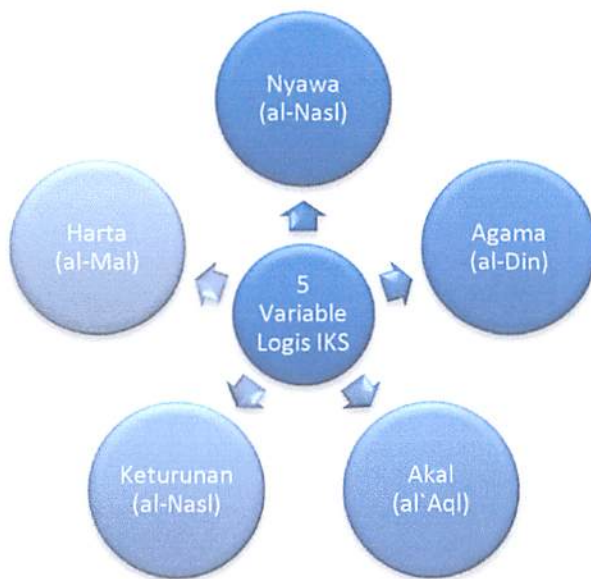 Nyawa
(al-Nasl)
Harta
(al-Mal)
Agama
(al-Din)
5
Variable
Logis IKS
Keturunan
(al-Nasl)
Akal
(al`Aql)